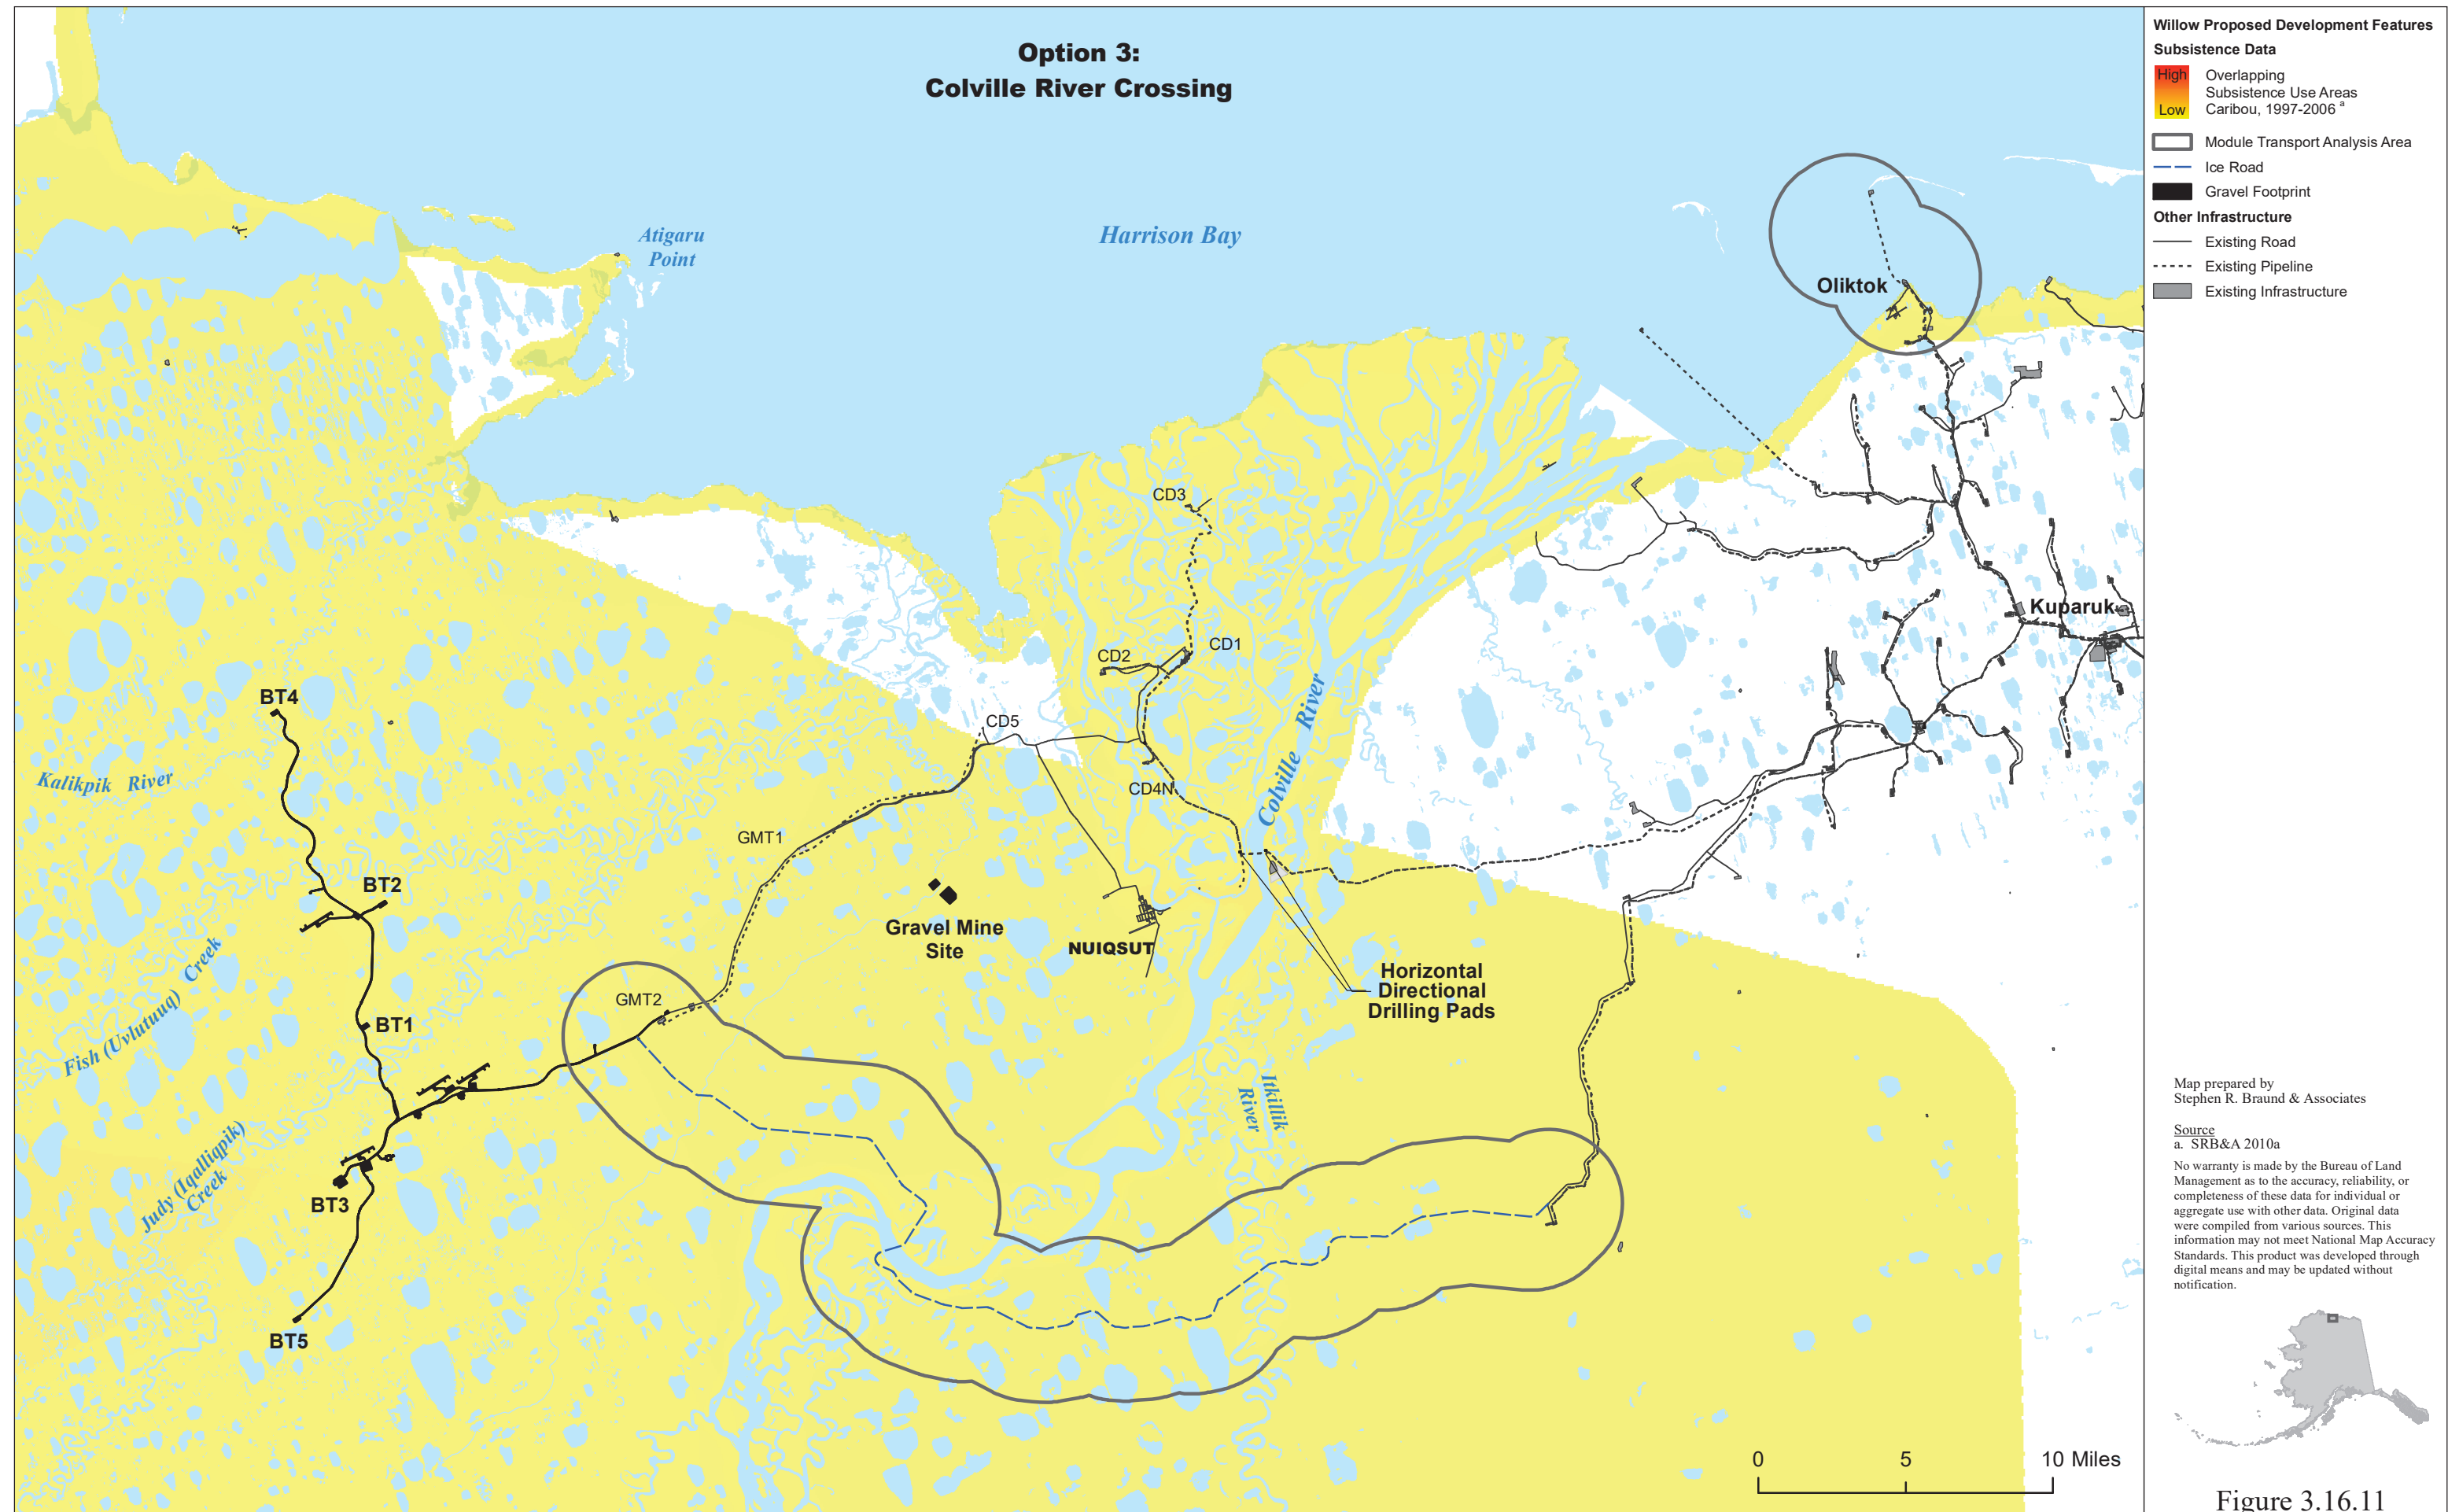 Option 3:
Colville River Crossing
Atigaru
Point
Harrison Bay
Oliktok
CD3
Kuparuk
CD1
CD2
BT4
Colville River
CD5
Kalikpik River
CD4N
GMT1
BT2
Gravel Mine
Site
NUIQSUT
Fish (Uvlutuuq) Creek
Horizontal
Directional
Drilling Pads
GMT2
BT1
Itkillik
River
Judy (Iqalliqpik)
Creek
BT3
BT5
0 5 10 Miles
Willow Proposed Development Features
Subsistence Data
High
Low
Overlapping
Subsistence Use Areas
Caribou, 1997-2006 a
Module Transport Analysis Area
Ice Road
Gravel Footprint
Other Infrastructure
Existing Road
Existing Pipeline
Existing Infrastructure
Map prepared by
Stephen R. Braund & Associates
Source
a. SRB&A 2010a
No warranty is made by the Bureau of Land
Management as to the accuracy, reliability, or
completeness of these data for individual or
aggregate use with other data. Original data
were compiled from various sources. This
information may not meet National Map Accuracy
Standards. This product was developed through
digital means and may be updated without
notification.
Figure 3.16.11